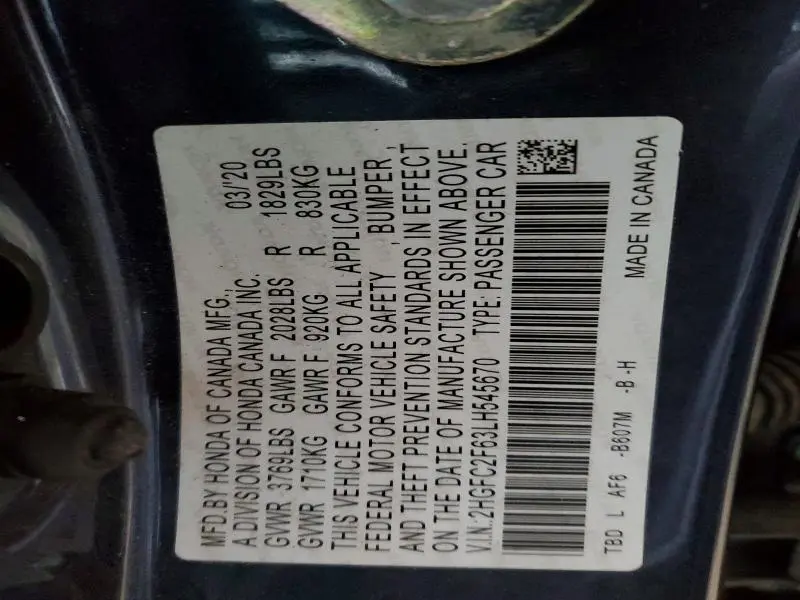 MFD.BY HONDA OF CANADA MFG., 03/'20
A DIVISION OF HONDA CANADA INC.
GVWR 3769LBS GAWR F 2028LBS R 1829LBS
GVWR 1710KG GAWR F 920KG R 830KG
THIS VEHICLE CONFORMS TO ALL APPLICABLE
FEDERAL MOTOR VEHICLE SAFETY , BUMPER ,
AND THEFT PREVENTION STANDARDS IN EFFECT
ON THE DATE OF MANUFACTURE SHOWN ABOVE.
V.I.N.:2HGFC2F63LH546670 TYPE: PASSENGER CAR
TBD L AF6 -B607M -B -H
MADE IN CANADA